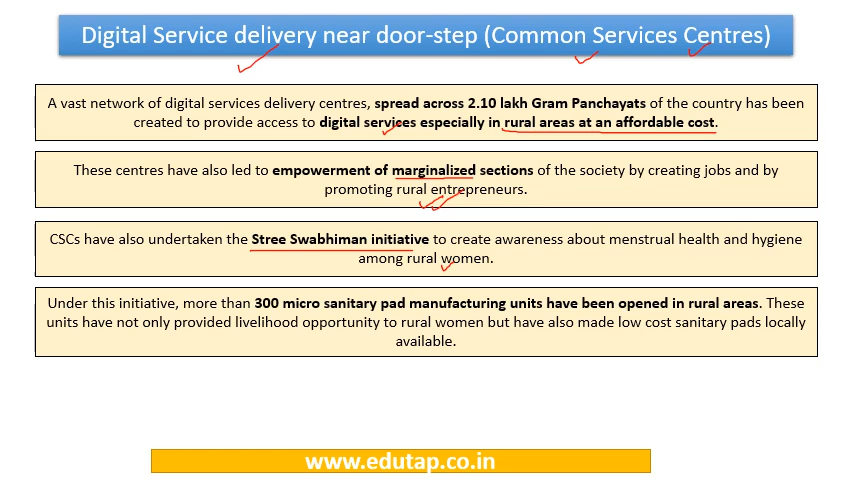 Digital Service delivery near door-step (Common Services Centres)
A vast network of digital services delivery centres, spread across 2.10 lakh Gram Panchayats of the country has been
created to provide access to digital services especially in rural areas at an affordable cost.
These centres have also led to empowerment of marginalized sections of the society by creating jobs and by
promoting rural entrepreneurs.
CSCs have also undertaken the Stree Swabhiman initiative to create awareness about menstrual health and hygiene
among rural women.
Under this initiative, more than 300 micro sanitary pad manufacturing units have been opened in rural areas. These
units have not only provided livelihood opportunity to rural women but have also made low cost sanitary pads locally
available.
www.edutap.co.in